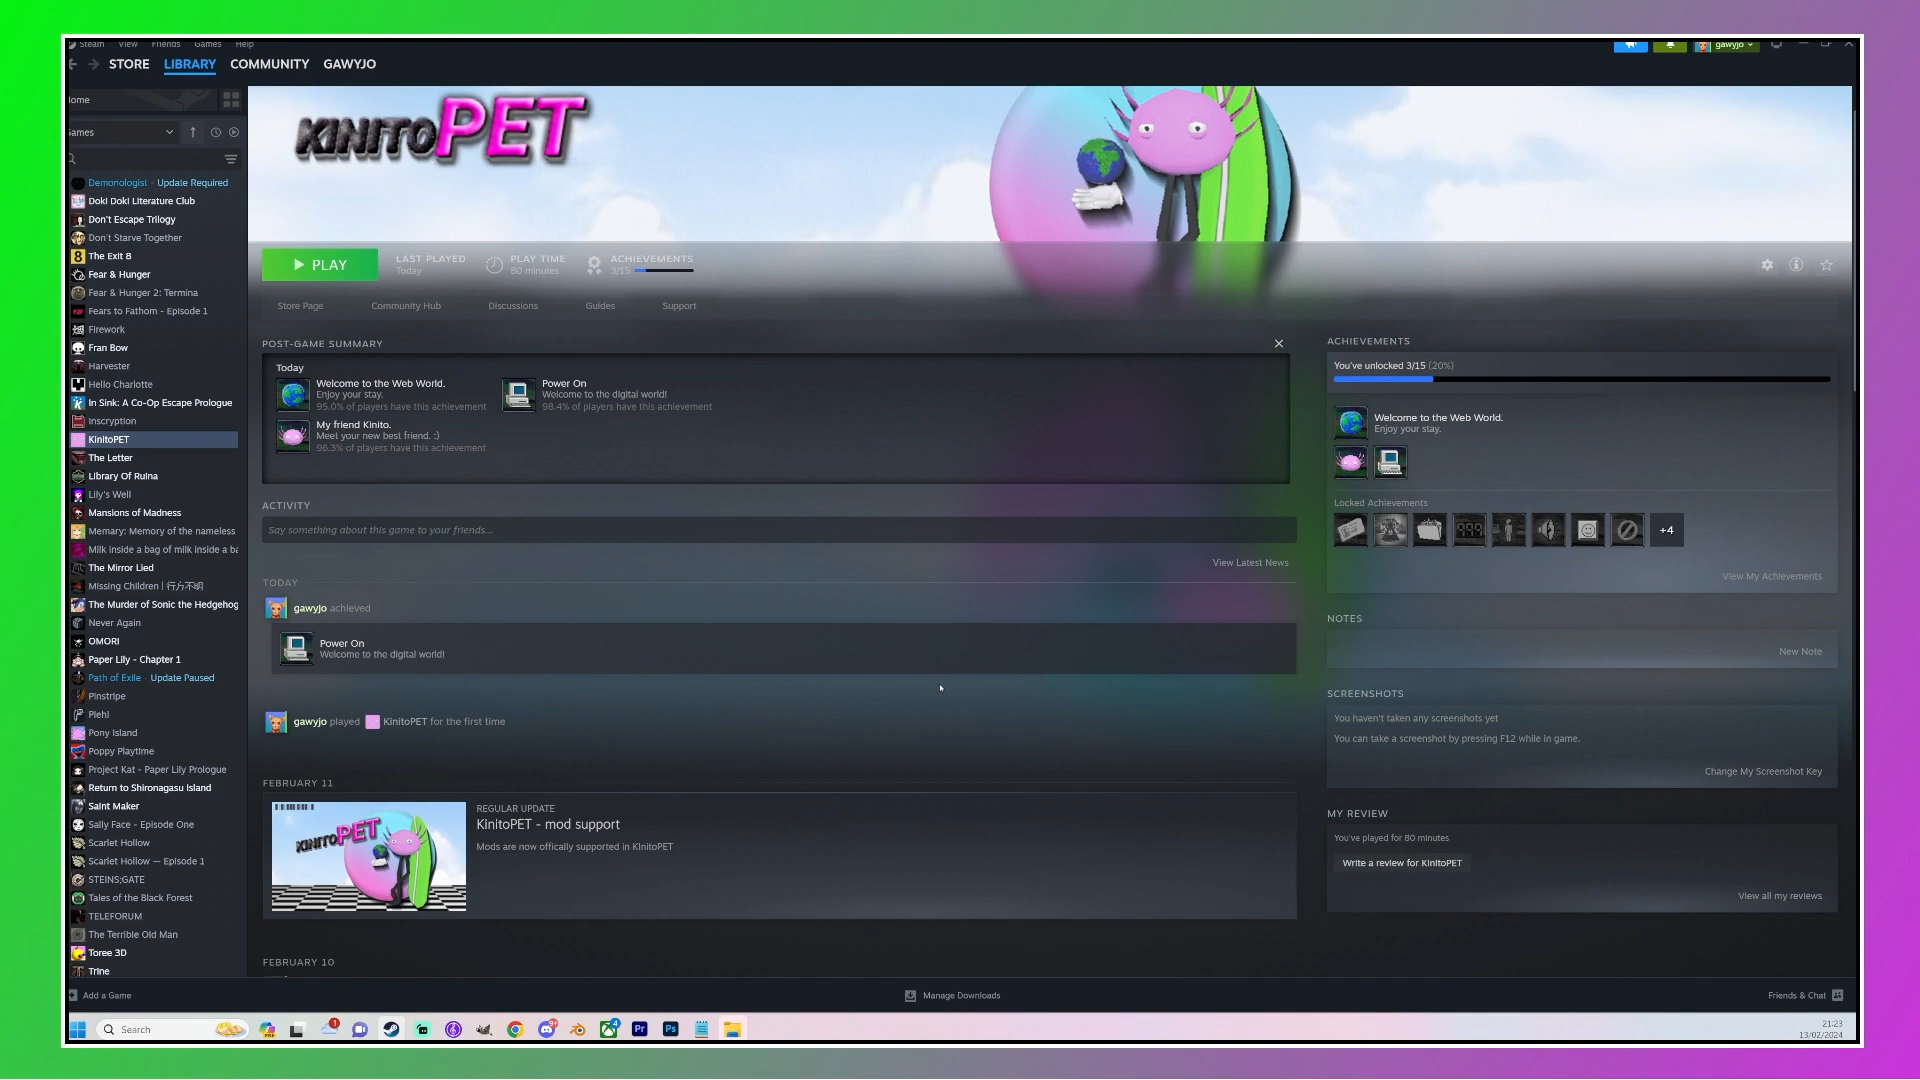 Steam View Friends Games Help
gawyjo
STORE LIBRARY COMMUNITY GAWYJO
ome
ames
KINITOPET
Demonologist - Update Required
Doki Doki Literature Club
Don't Escape Trilogy
Don't Starve Together
The Exit 8
Fear & Hunger
Fear & Hunger 2: Termina
Fears to Fathom - Episode 1
Firework
Fran Bow
Harvester
Hello Charlotte
In Sink: A Co-Op Escape Prologue
Inscryption
KinitoPET
The Letter
Library Of Ruina
Lily's Well
Mansions of Madness
Memary: Memory of the nameless
Milk inside a bag of milk inside a ba
The Mirror Lied
Missing Children | 行方不明
The Murder of Sonic the Hedgehog
Never Again
OMORI
Paper Lily - Chapter 1
Path of Exile - Update Paused
Pinstripe
Plehl
Pony Island
Poppy Playtime
Project Kat - Paper Lily Prologue
Return to Shironagasu Island
Saint Maker
Sally Face - Episode One
Scarlet Hollow
Scarlet Hollow — Episode 1
STEINS;GATE
Tales of the Black Forest
TELEFORUM
The Terrible Old Man
Toree 3D
Trine
PLAY
LAST PLAYED
Today
PLAY TIME
80 minutes
ACHIEVEMENTS
3/15
Store Page Community Hub Discussions Guides Support
POST-GAME SUMMARY
Today
Welcome to the Web World.
Enjoy your stay.
95.0% of players have this achievement
Power On
Welcome to the digital world!
98.4% of players have this achievement
My friend Kinito.
Meet your new best friend. :)
96.3% of players have this achievement
ACTIVITY
Say something about this game to your friends...
View Latest News
TODAY
gawyjo achieved
Power On
Welcome to the digital world!
gawyjo played KinitoPET for the first time
FEBRUARY 11
KINITOPET
REGULAR UPDATE
KinitoPET - mod support
Mods are now offically supported in KInitoPET
FEBRUARY 10
ACHIEVEMENTS
You've unlocked 3/15 (20%)
Welcome to the Web World.
Enjoy your stay.
Locked Achievements
+4
View My Achievements
NOTES
New Note
SCREENSHOTS
You haven't taken any screenshots yet
You can take a screenshot by pressing F12 while in game.
Change My Screenshot Key
MY REVIEW
You've played for 80 minutes
Write a review for KinitoPET
View all my reviews
Add a Game
Manage Downloads
Friends & Chat
Search
Pr
Ps
21:23
13/02/2024